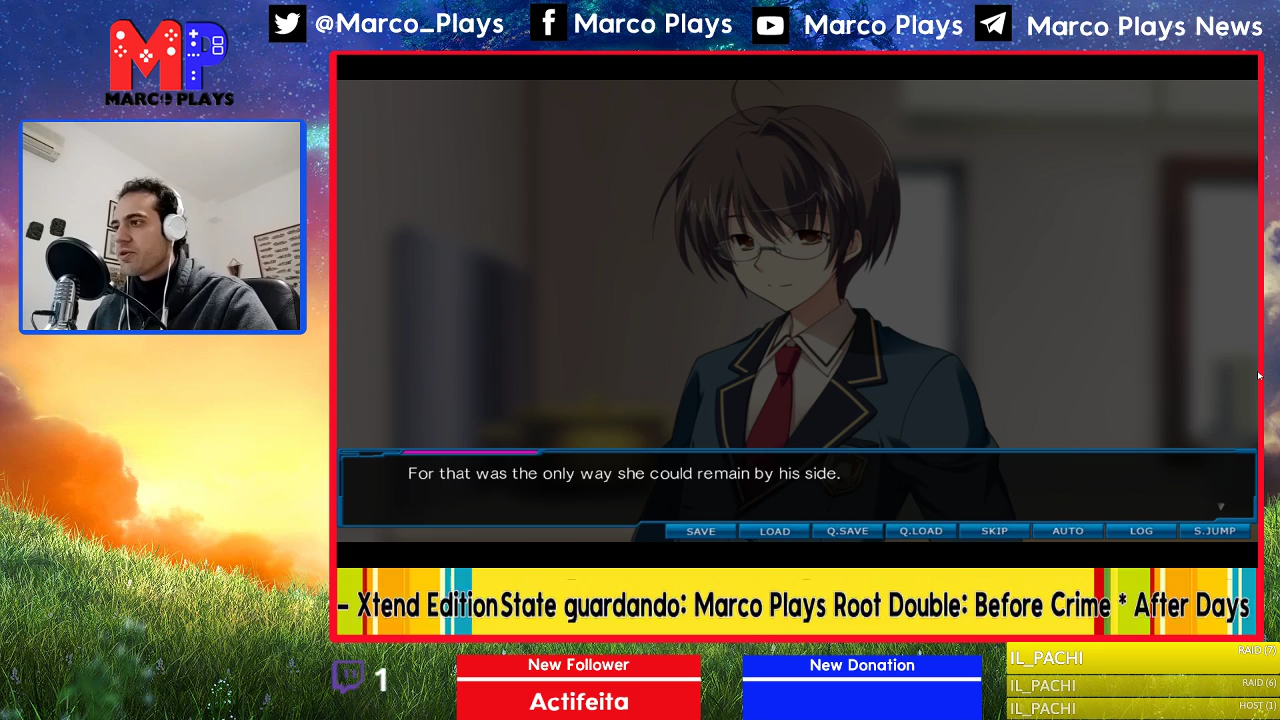 @Marco_Plays
Marco Plays
Marco Plays
Marco Plays News
MP
MARCO PLAYS
For that was the only way she could remain by his side.
SAVE
LOAD
Q.SAVE
Q.LOAD
SKIP
AUTO
LOG
S.JUMP
- Xtend EditionState guardando: Marco Plays Root Double: Before Crime * After Days
1
New Follower
Actifeita
New Donation
IL_PACHI
RAID (7)
IL_PACHI
RAID (6)
IL_PACHI
HOST (1)